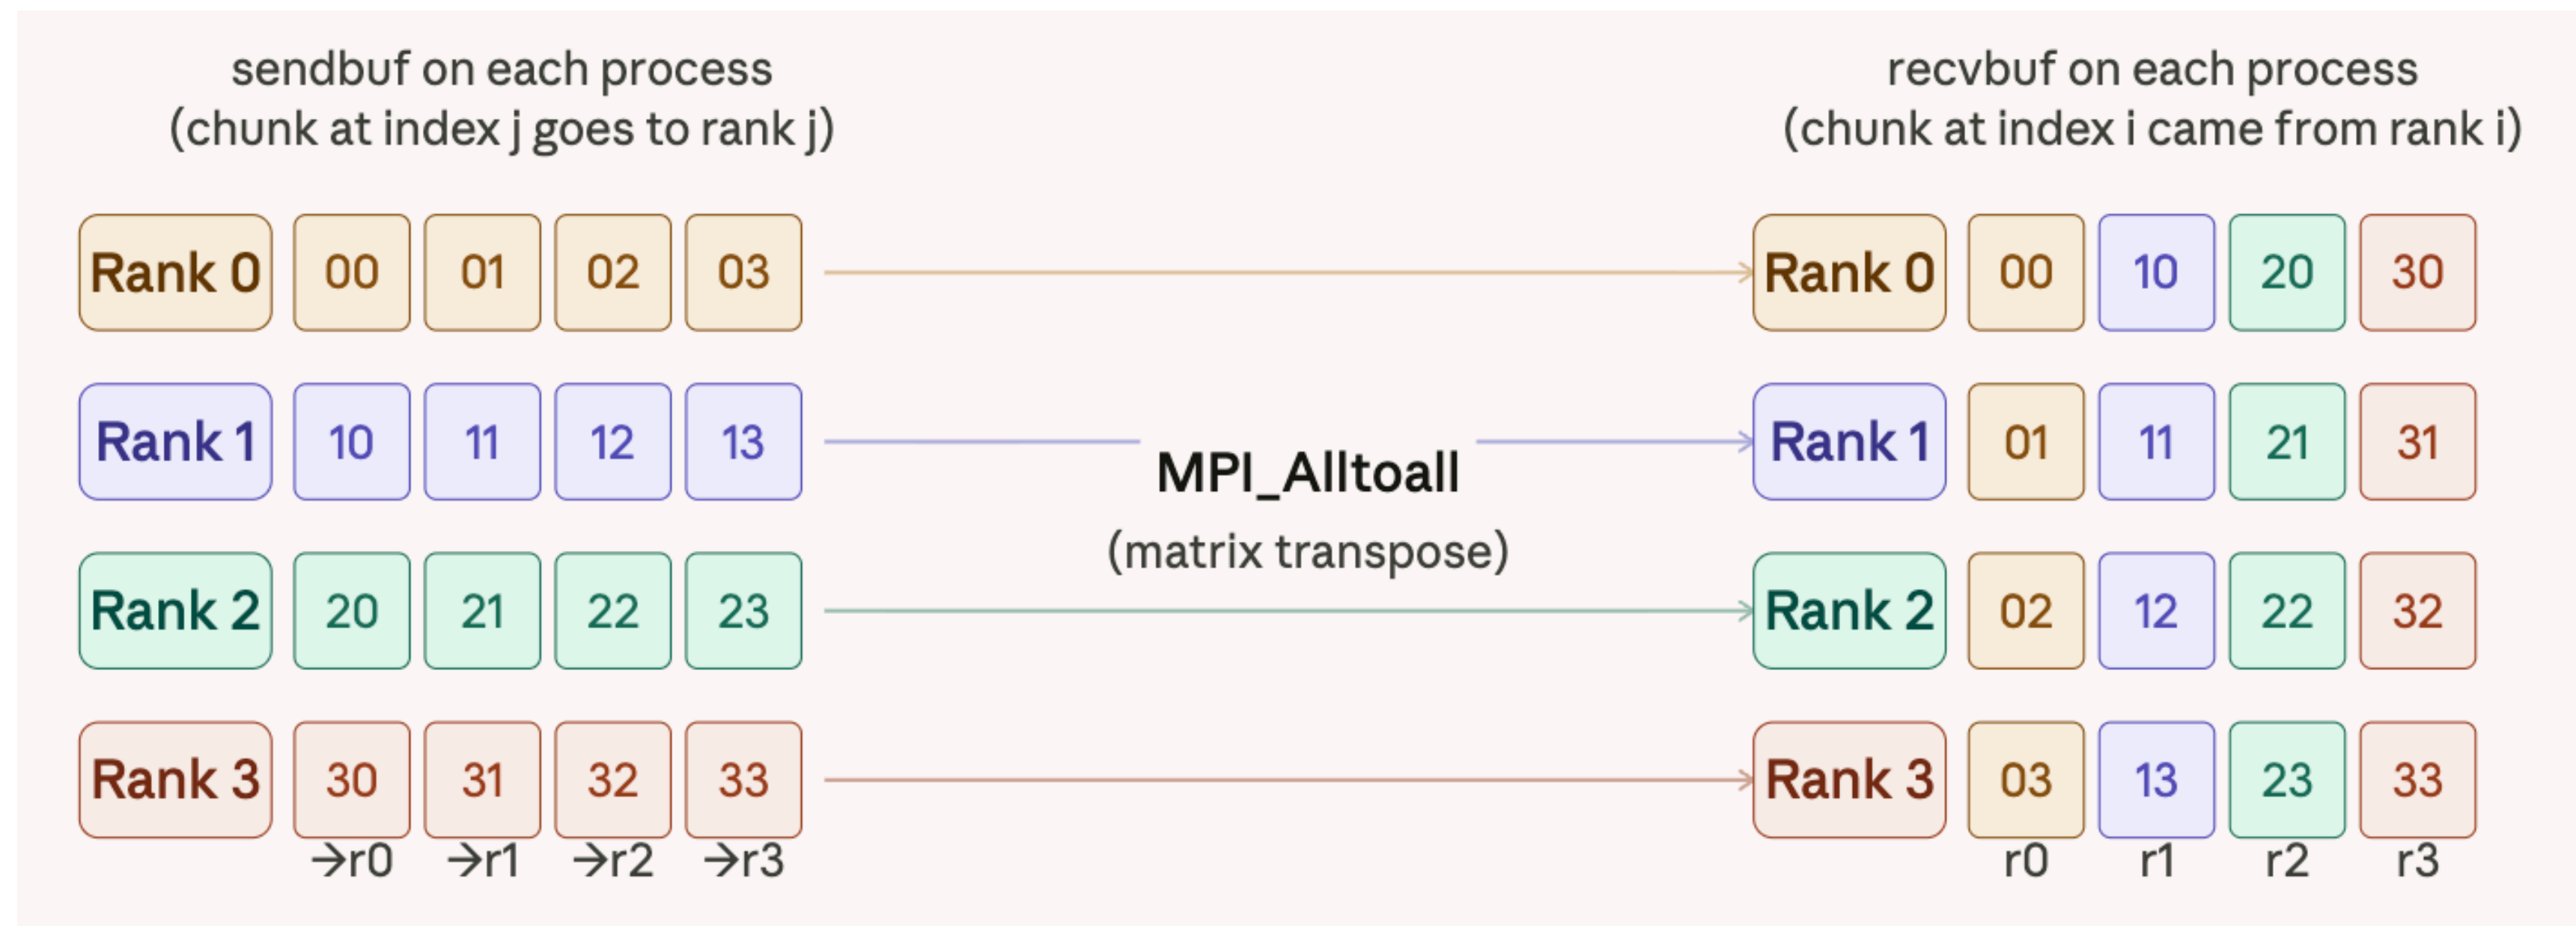 sendbuf on each process
(chunk at index j goes to rank j)
recvbuf on each process
(chunk at index i came from rank i)
Rank 0 00 01 02 03
Rank 0 00 10 20 30
Rank 1 10 11 12 13
Rank 1 01 11 21 31
MPI_Alltoall
(matrix transpose)
Rank 2 20 21 22 23
Rank 2 02 12 22 32
Rank 3 30 31 32 33
Rank 3 03 13 23 33
→r0 →r1 →r2 →r3
r0 r1 r2 r3